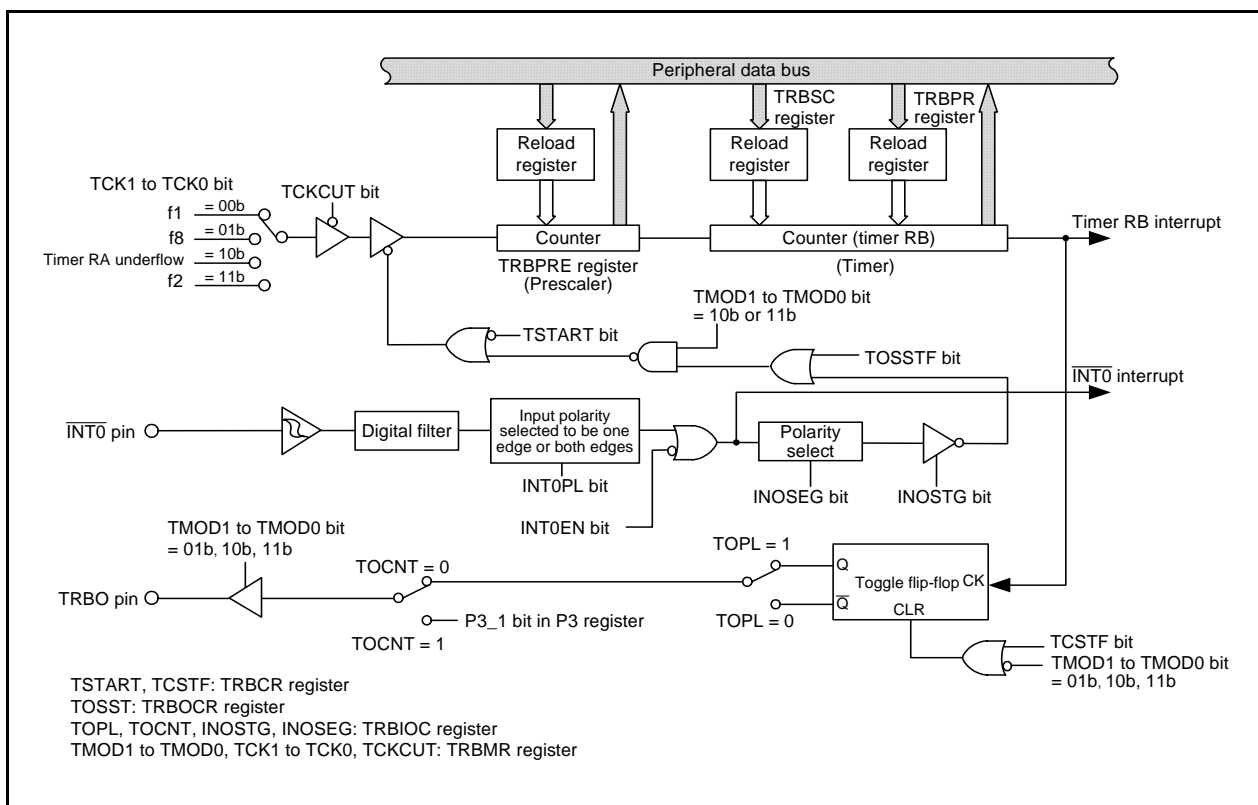 Peripheral data bus
TRBSC
register
TRBPR
register
Reload
register
Reload
register
Reload
register
TCK1 to TCK0 bit
TCKCUT bit
f1
= 00b
f8
= 01b
Timer RA underflow
= 10b
f2
= 11b
Counter
TRBPRE register
(Prescaler)
Counter (timer RB)
(Timer)
Timer RB interrupt
TMOD1 to TMOD0 bit
= 10b or 11b
TSTART bit
TOSSTF bit
INT0 interrupt
INT0 pin
Digital filter
Input polarity
selected to be one
edge or both edges
Polarity
select
INT0PL bit
INOSEG bit
INOSTG bit
INT0EN bit
TMOD1 to TMOD0 bit
= 01b, 10b, 11b
TOCNT = 0
TOPL = 1
Q
Toggle flip-flop
CK
Q
CLR
TRBO pin
P3_1 bit in P3 register
TOCNT = 1
TOPL = 0
TCSTF bit
TMOD1 to TMOD0 bit
= 01b, 10b, 11b
TSTART, TCSTF: TRBCR register
TOSST: TRBOCR register
TOPL, TOCNT, INOSTG, INOSEG: TRBIOC register
TMOD1 to TMOD0, TCK1 to TCK0, TCKCUT: TRBMR register